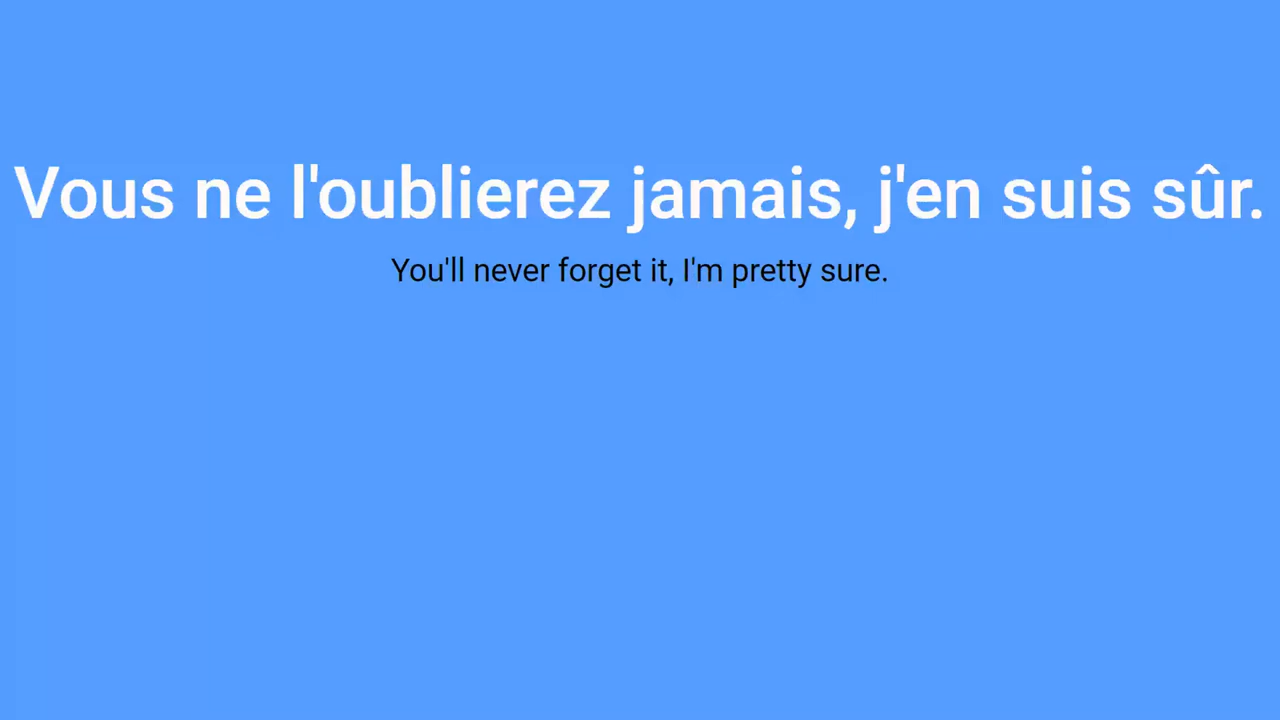 Vous ne l'oublierez jamais, j'en suis sûr.
You'll never forget it, I'm pretty sure.